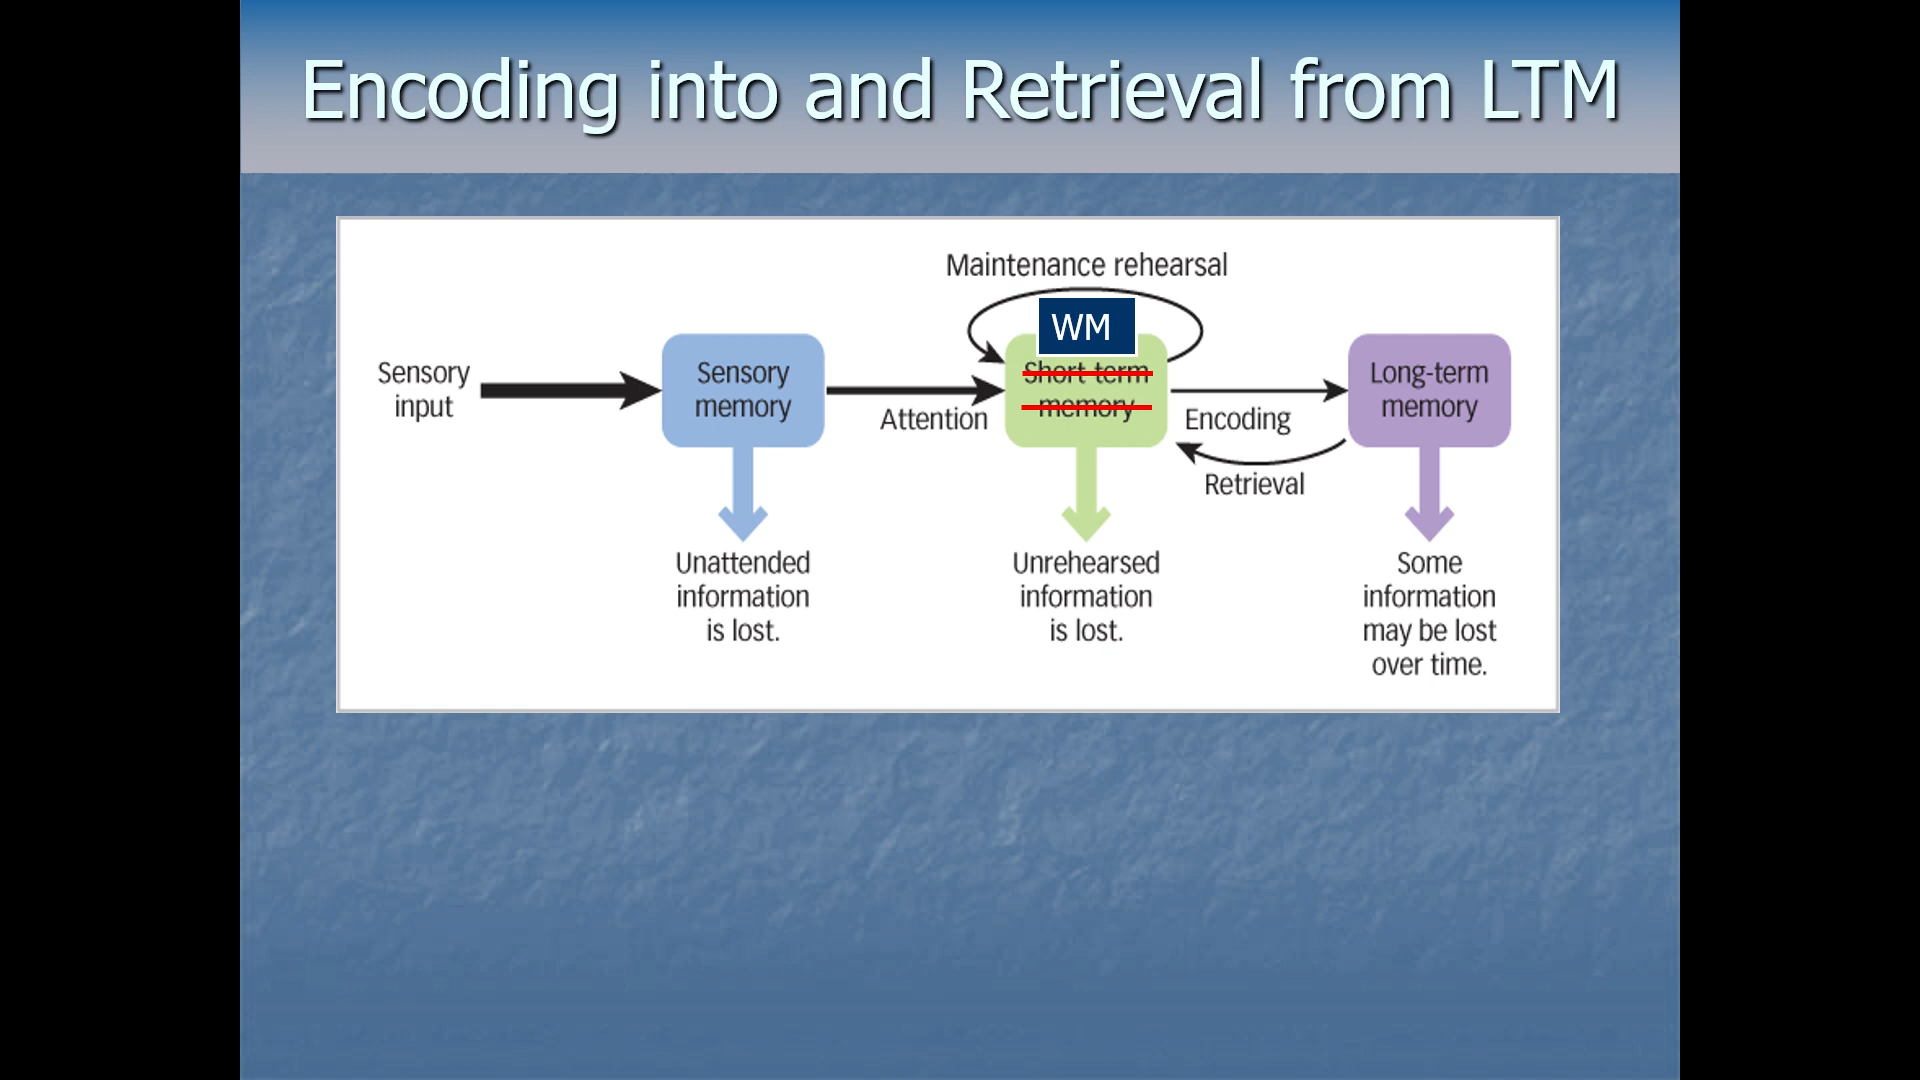 Encoding into and Retrieval from LTM
Maintenance rehearsal
WM
Sensory
input
Sensory
memory
Attention
Short-term
memory
Encoding
Retrieval
Long-term
memory
Unattended
information
is lost.
Unrehearsed
information
is lost.
Some
information
may be lost
over time.